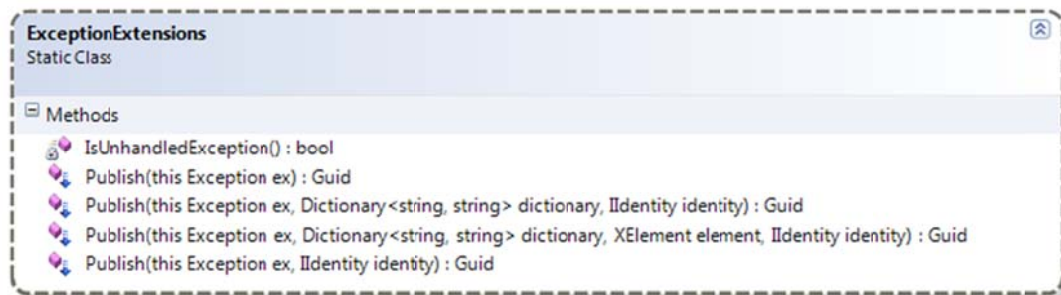 ExceptionExtensions
Static Class
Methods
IsUnhandledException() : bool
Publish(this Exception ex) : Guid
Publish(this Exception ex, Dictionary<string, string> dictionary, IIdentity identity) : Guid
Publish(this Exception ex, Dictionary<string, string> dictionary, XElement element, IIdentity identity) : Guid
Publish(this Exception ex, IIdentity identity) : Guid